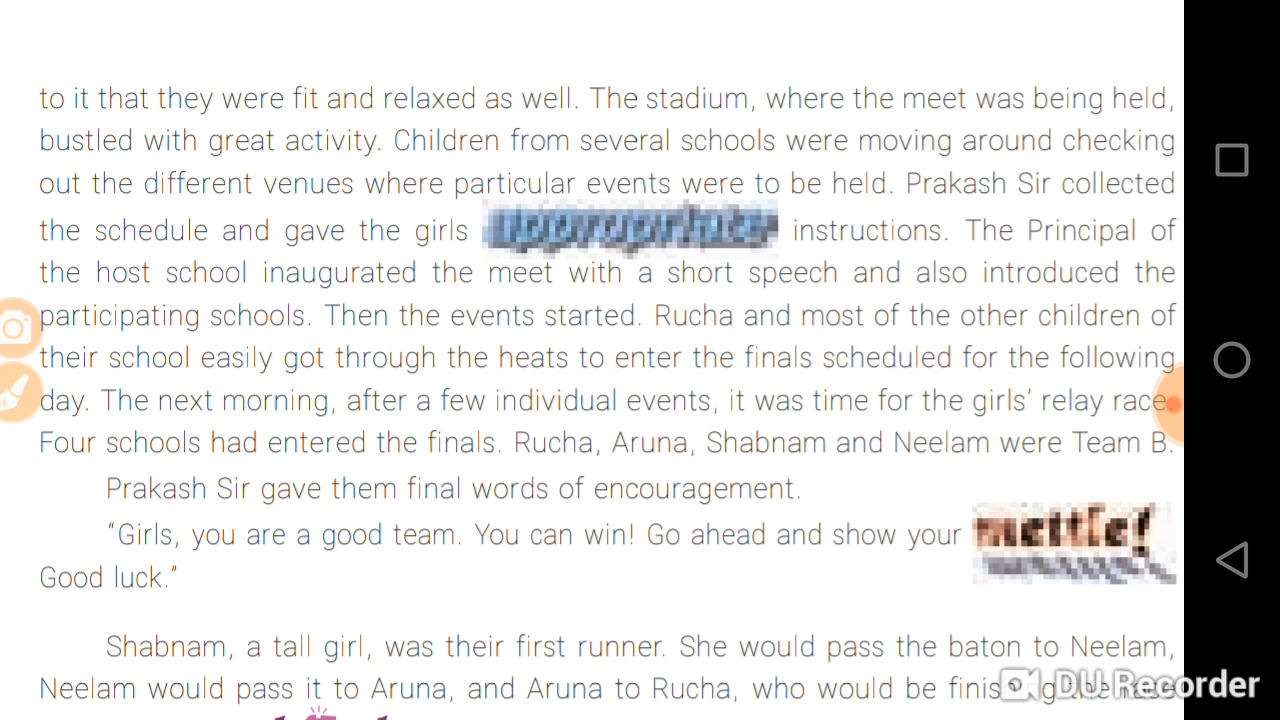 to it that they were fit and relaxed as well. The stadium, where the meet was being held,
bustled with great activity. Children from several schools were moving around checking
out the different venues where particular events were to be held. Prakash Sir collected
the schedule and gave the girls appropriate instructions. The Principal of
the host school inaugurated the meet with a short speech and also introduced the
participating schools. Then the events started. Rucha and most of the other children of
their school easily got through the heats to enter the finals scheduled for the following
day. The next morning, after a few individual events, it was time for the girls’ relay race.
Four schools had entered the finals. Rucha, Aruna, Shabnam and Neelam were Team B.
Prakash Sir gave them final words of encouragement.
“Girls, you are a good team. You can win! Go ahead and show your mettle!
Good luck.”
Shabnam, a tall girl, was their first runner. She would pass the baton to Neelam,
Neelam would pass it to Aruna, and Aruna to Rucha, who would be finishing the race
DU Recorder